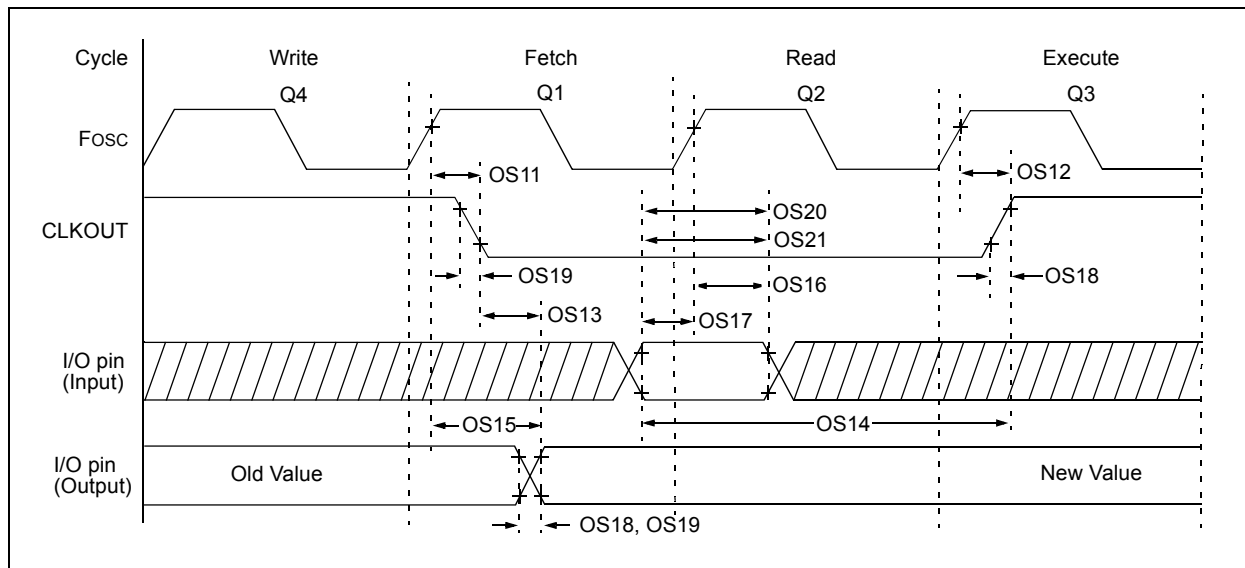 Cycle Write Fetch Read Execute
Q4 Q1 Q2 Q3
FOSC
OS11 OS12
OS20
CLKOUT
OS21
OS19 OS16 OS18
OS13 OS17
I/O pin
(Input)
OS15 OS14
I/O pin
(Output)
Old Value New Value
OS18, OS19